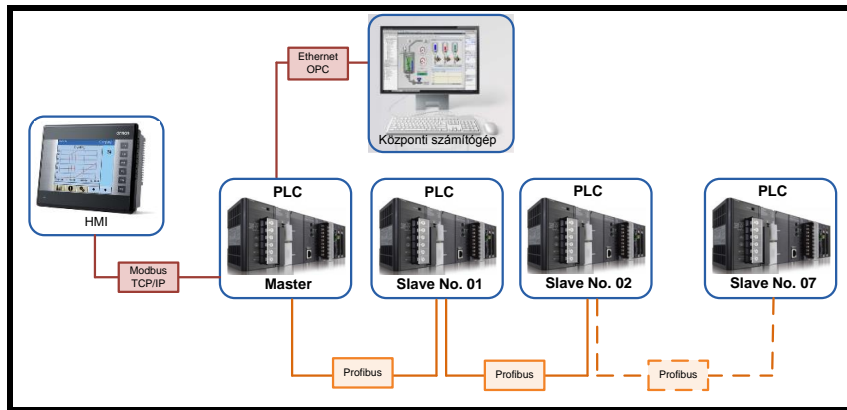 Ethernet
OPC
Központi számítógép
HMI
Modbus
TCP/IP
PLC
Master
PLC
Slave No. 01
PLC
Slave No. 02
PLC
Slave No. 07
Profibus
Profibus
Profibus